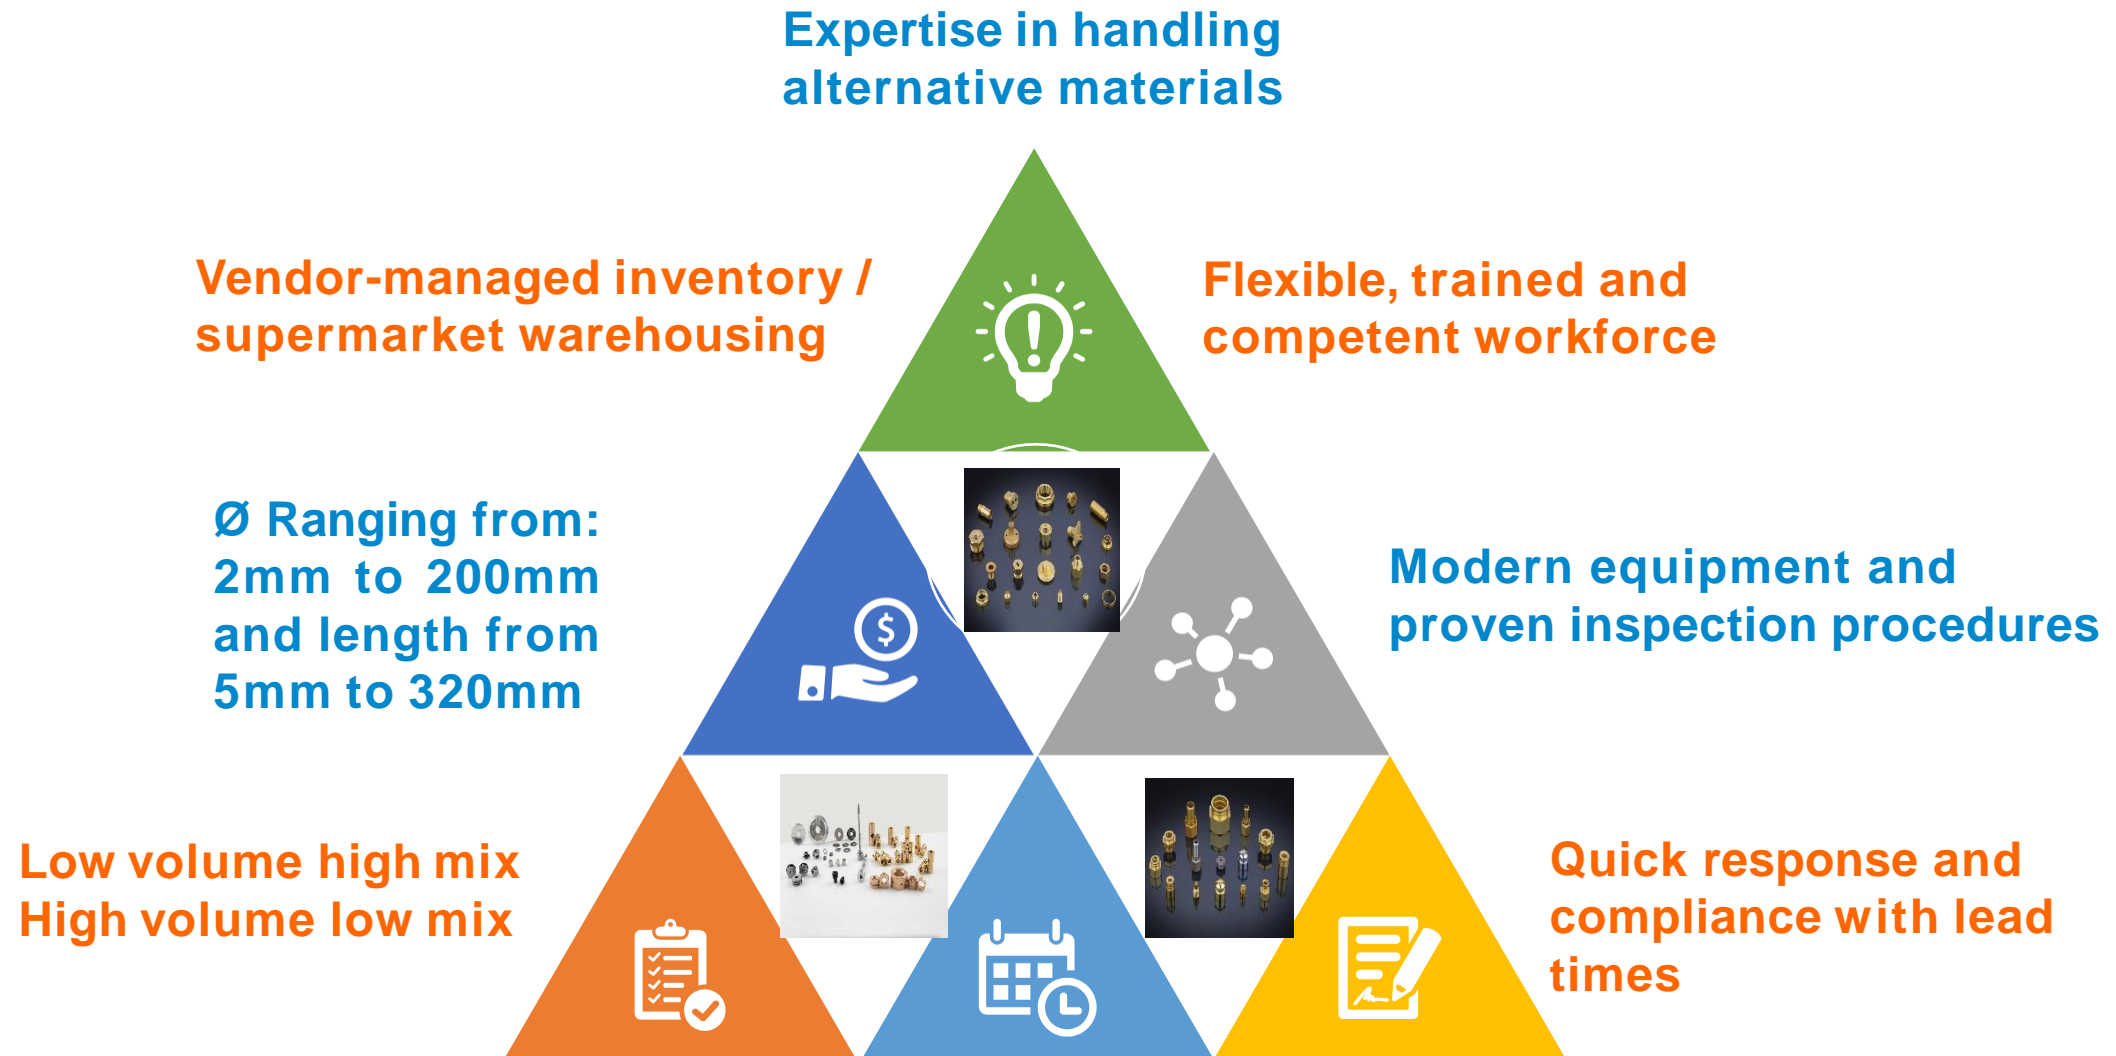 Expertise in handling
alternative materials
Vendor-managed inventory /
supermarket warehousing
Flexible, trained and
competent workforce
Ø Ranging from:
2mm to 200mm
and length from
5mm to 320mm
Modern equipment and
proven inspection procedures
Low volume high mix
High volume low mix
Quick response and
compliance with lead
times